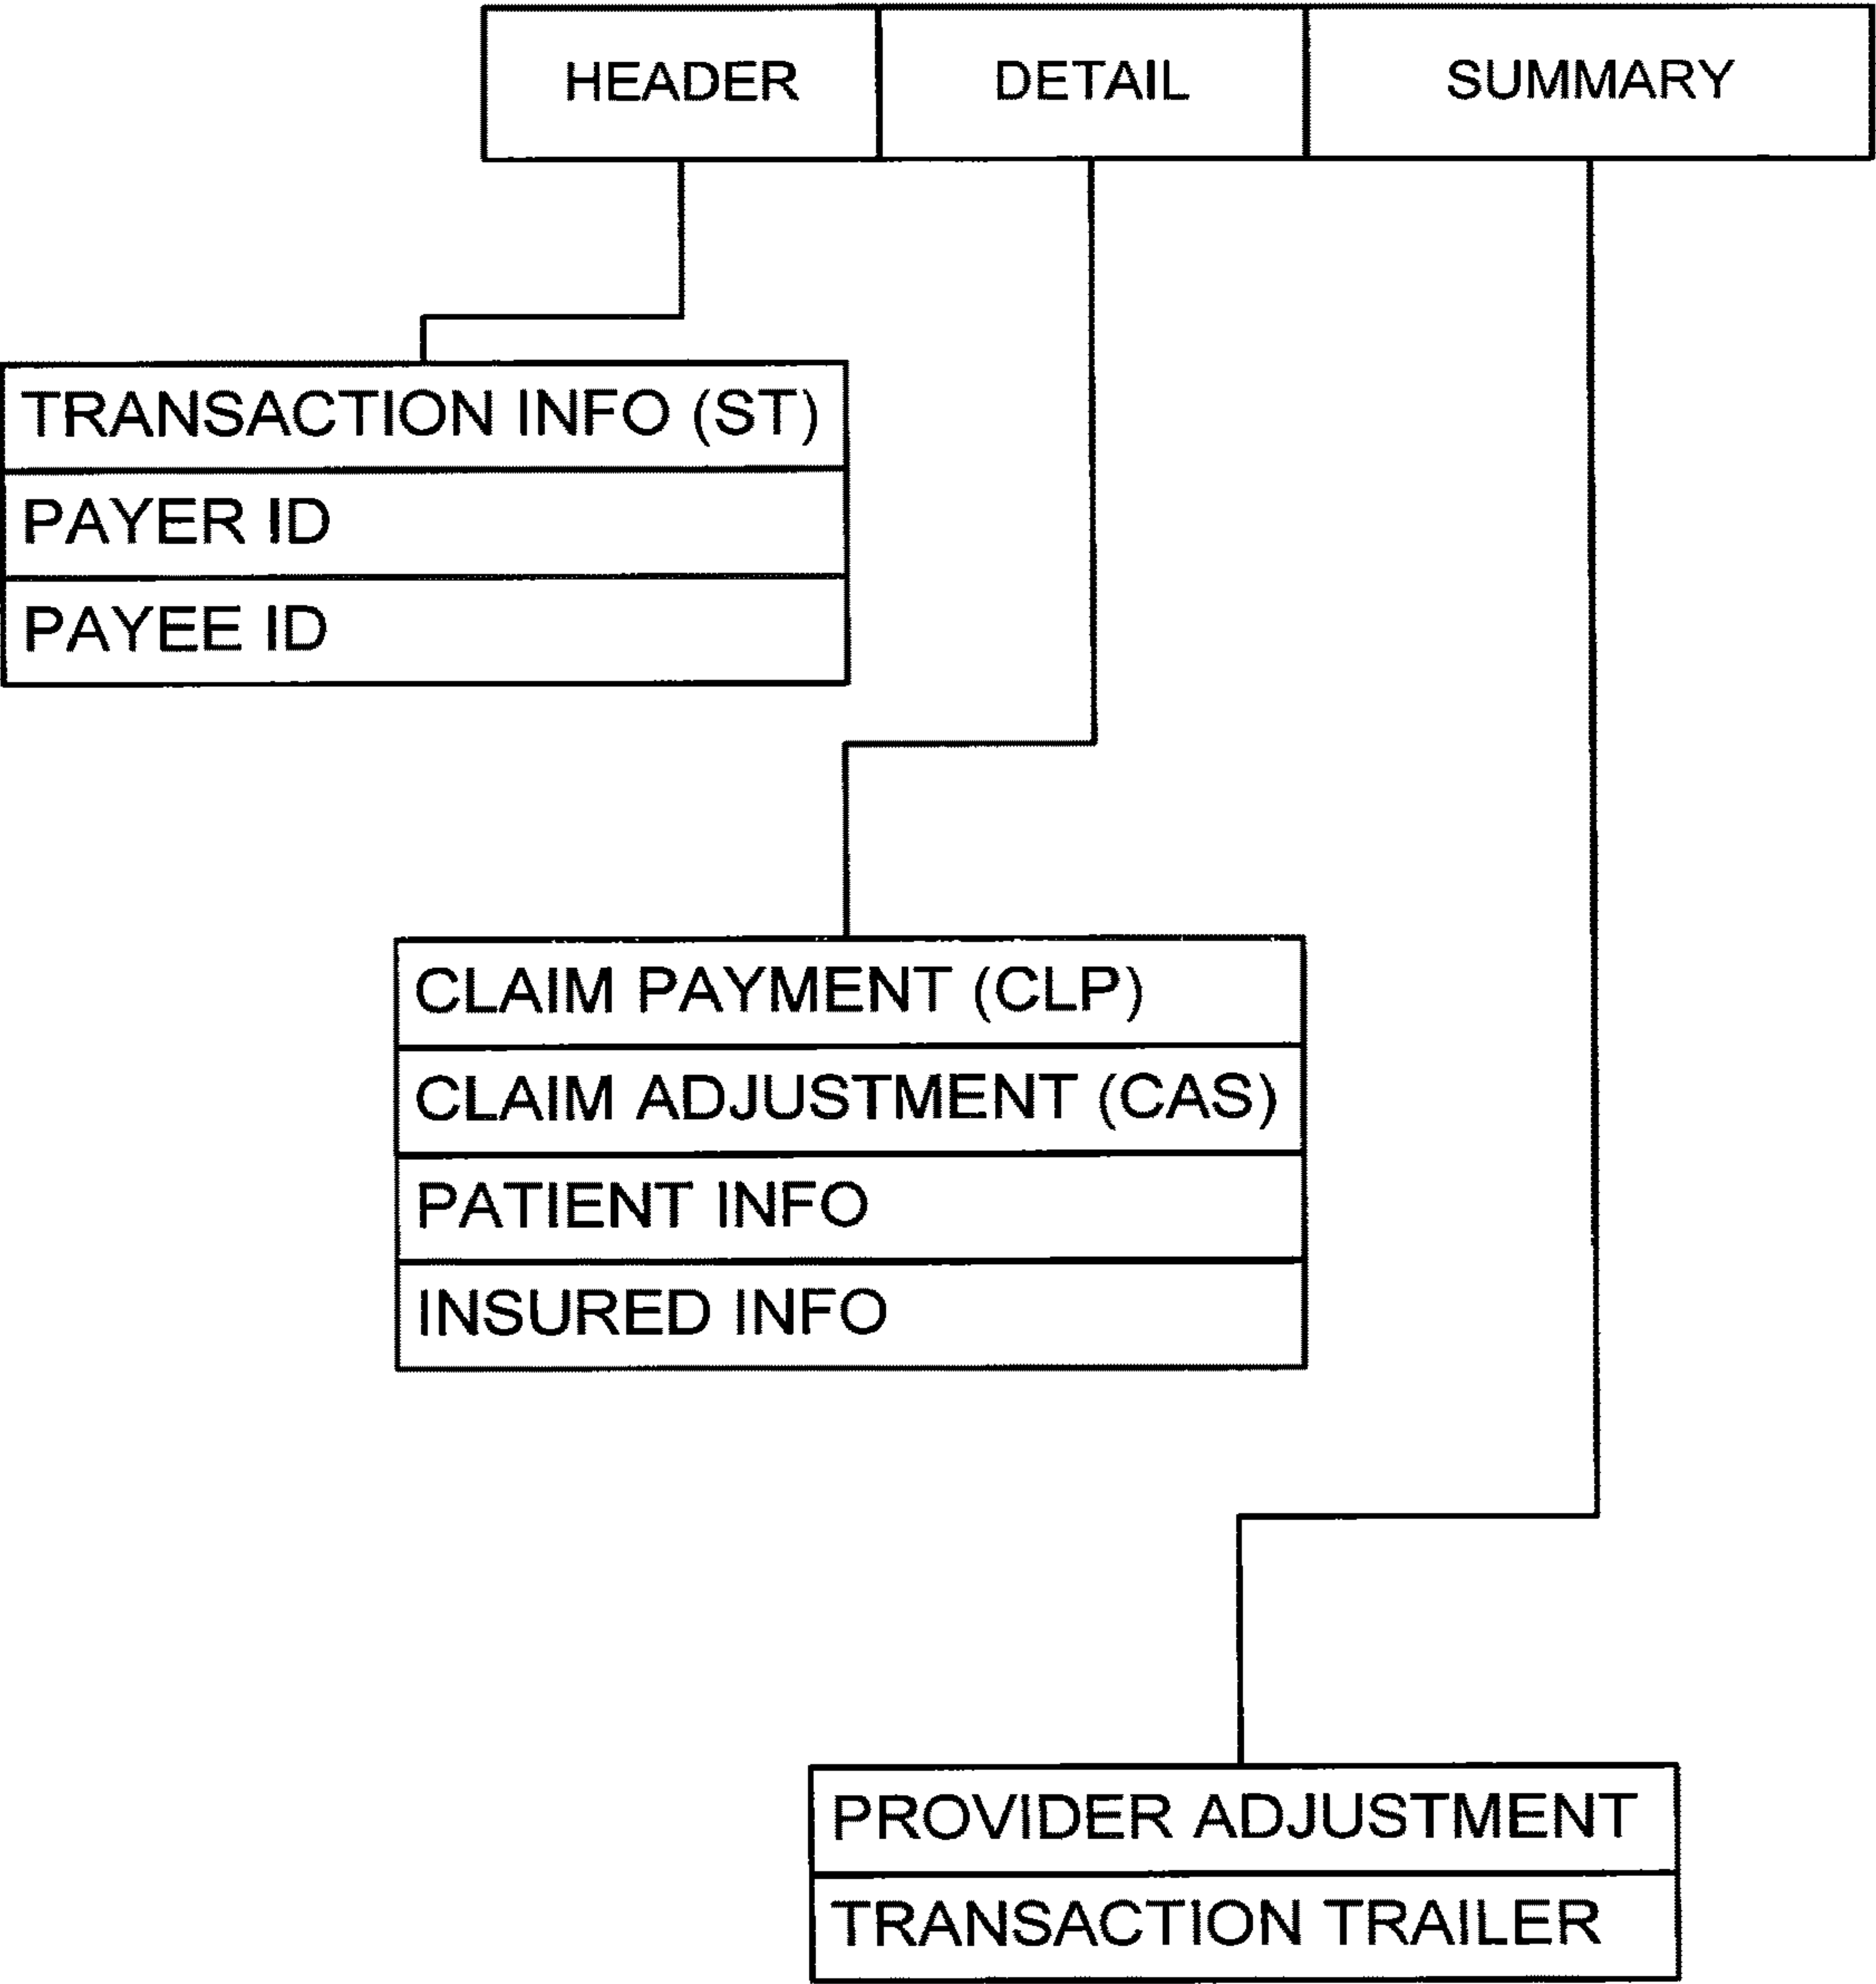 HEADER DETAIL SUMMARY
TRANSACTION INFO (ST)
PAYER ID
PAYEE ID
CLAIM PAYMENT (CLP)
CLAIM ADJUSTMENT (CAS)
PATIENT INFO
INSURED INFO
PROVIDER ADJUSTMENT
TRANSACTION TRAILER